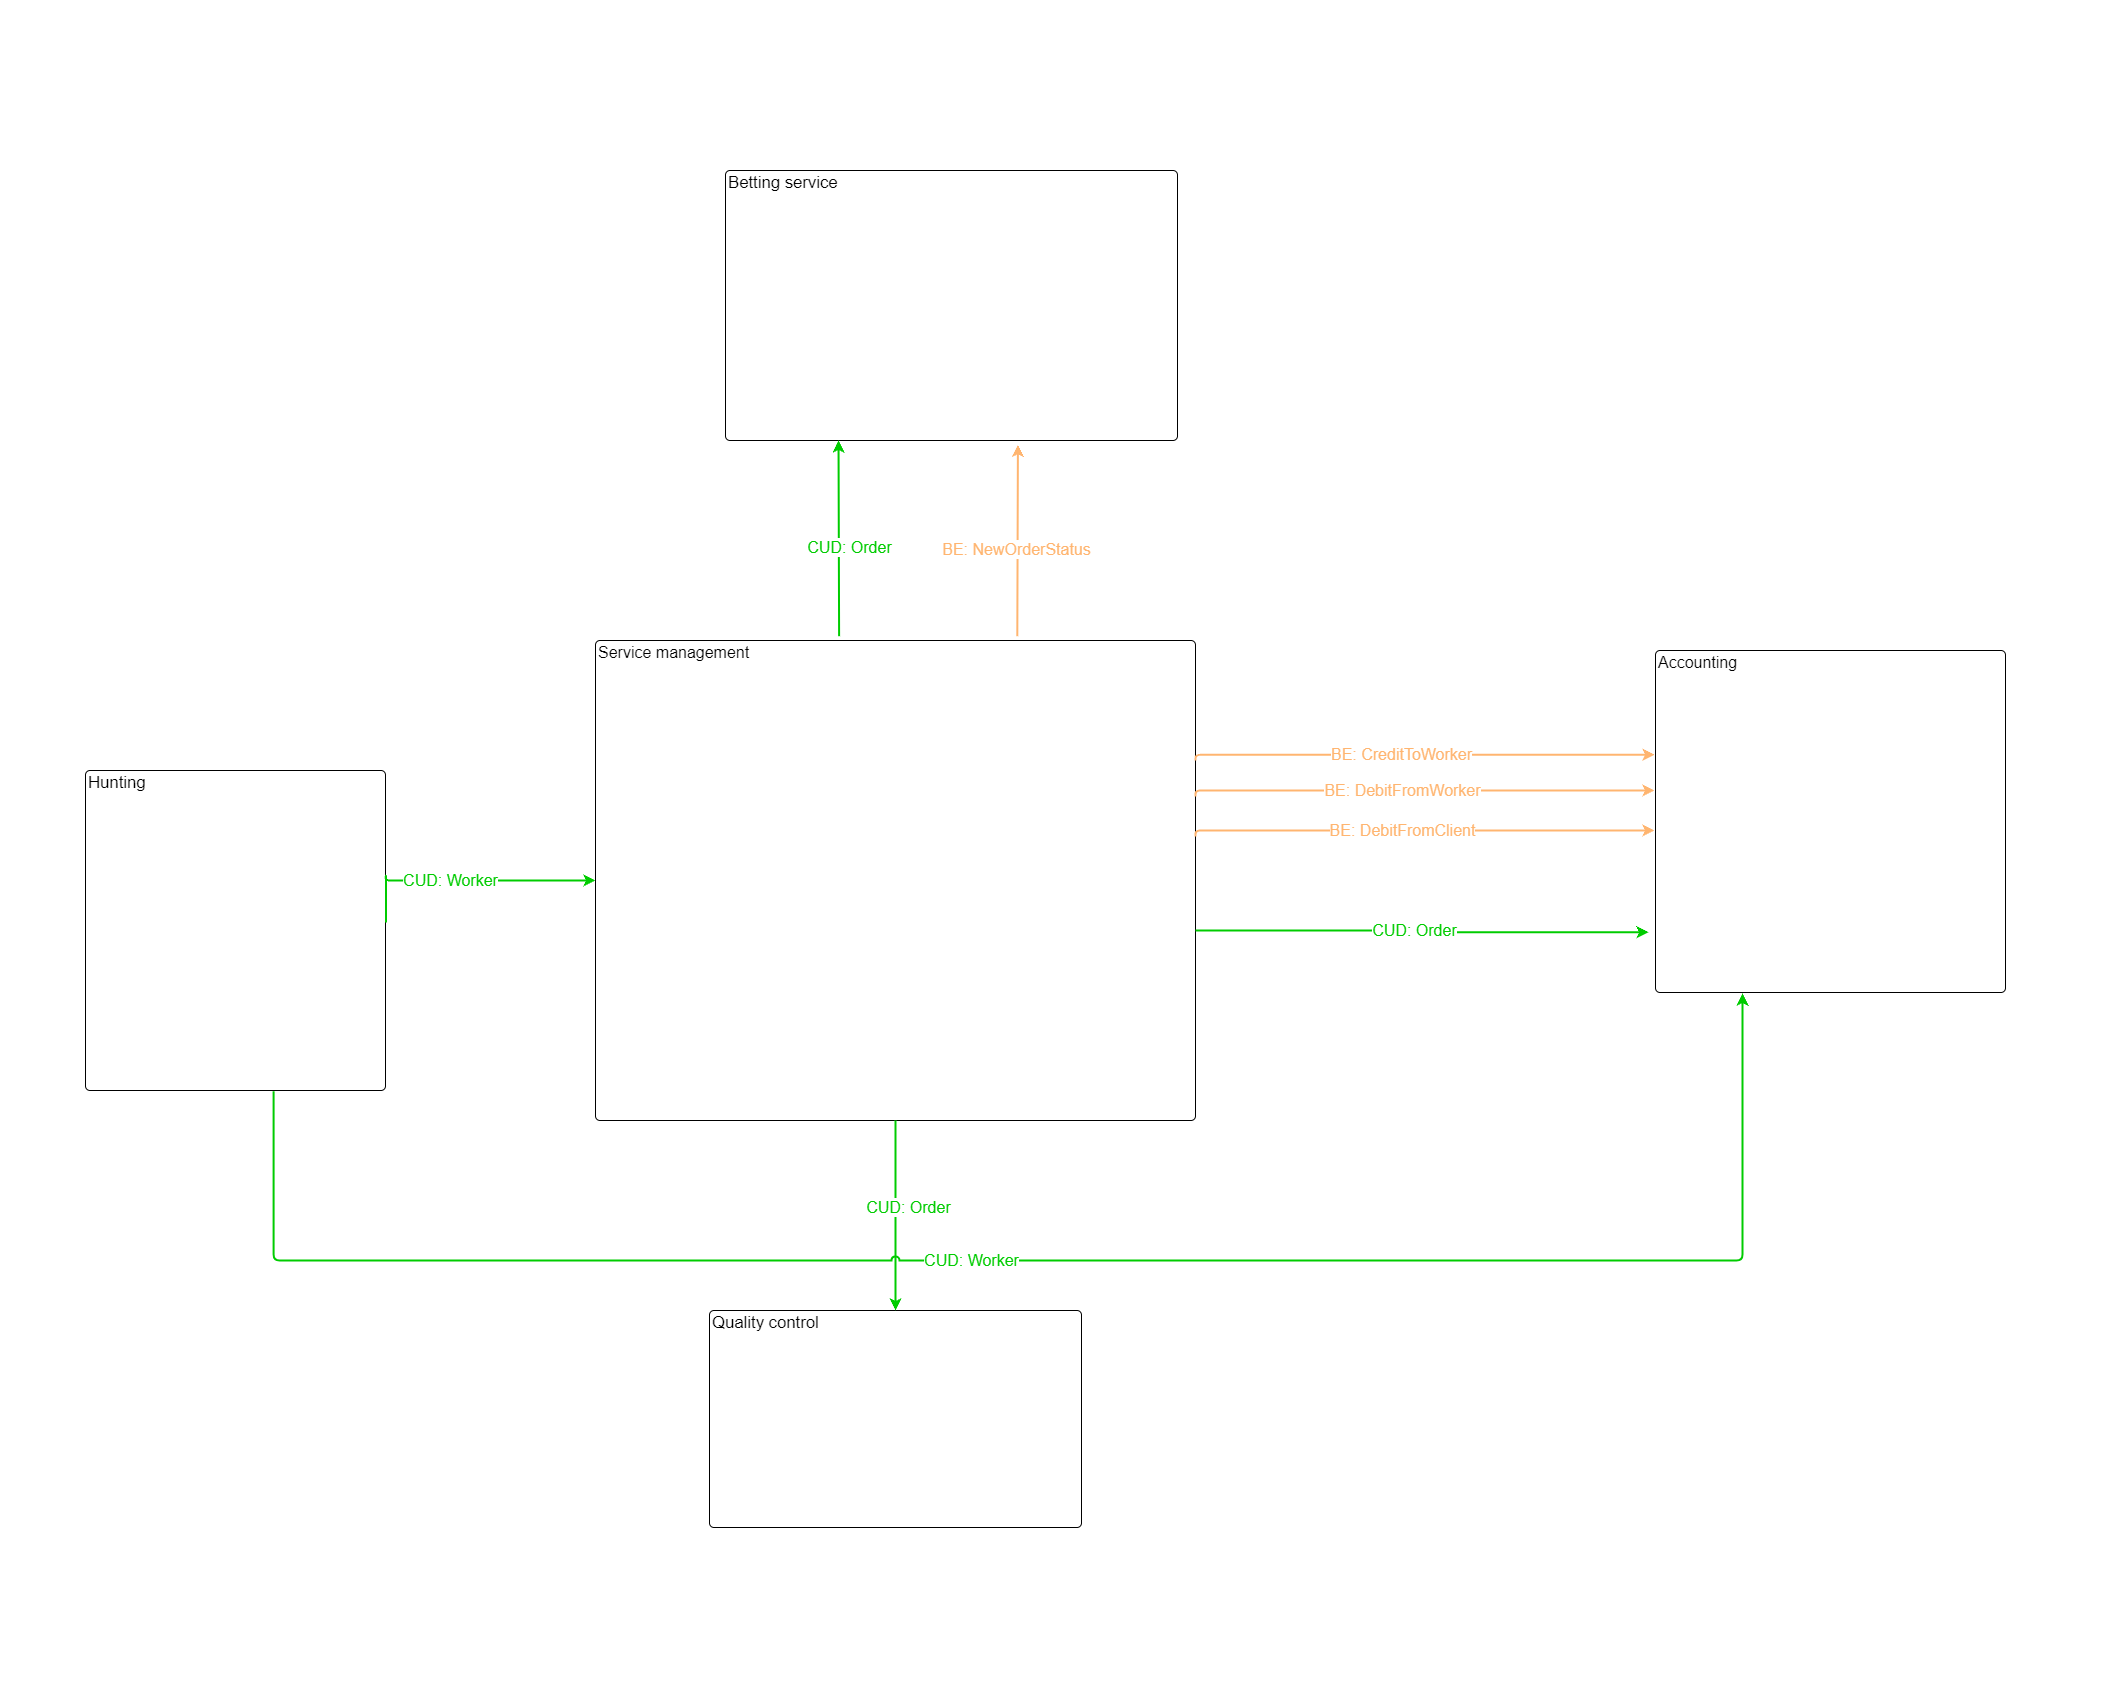 Betting service
CUD: Order
BE: NewOrderStatus
Service management
Accounting
BE: CreditToWorker
Hunting
BE: DebitFromWorker
BE: DebitFromClient
CUD: Worker
CUD: Order
CUD: Order
CUD: Worker
Quality control